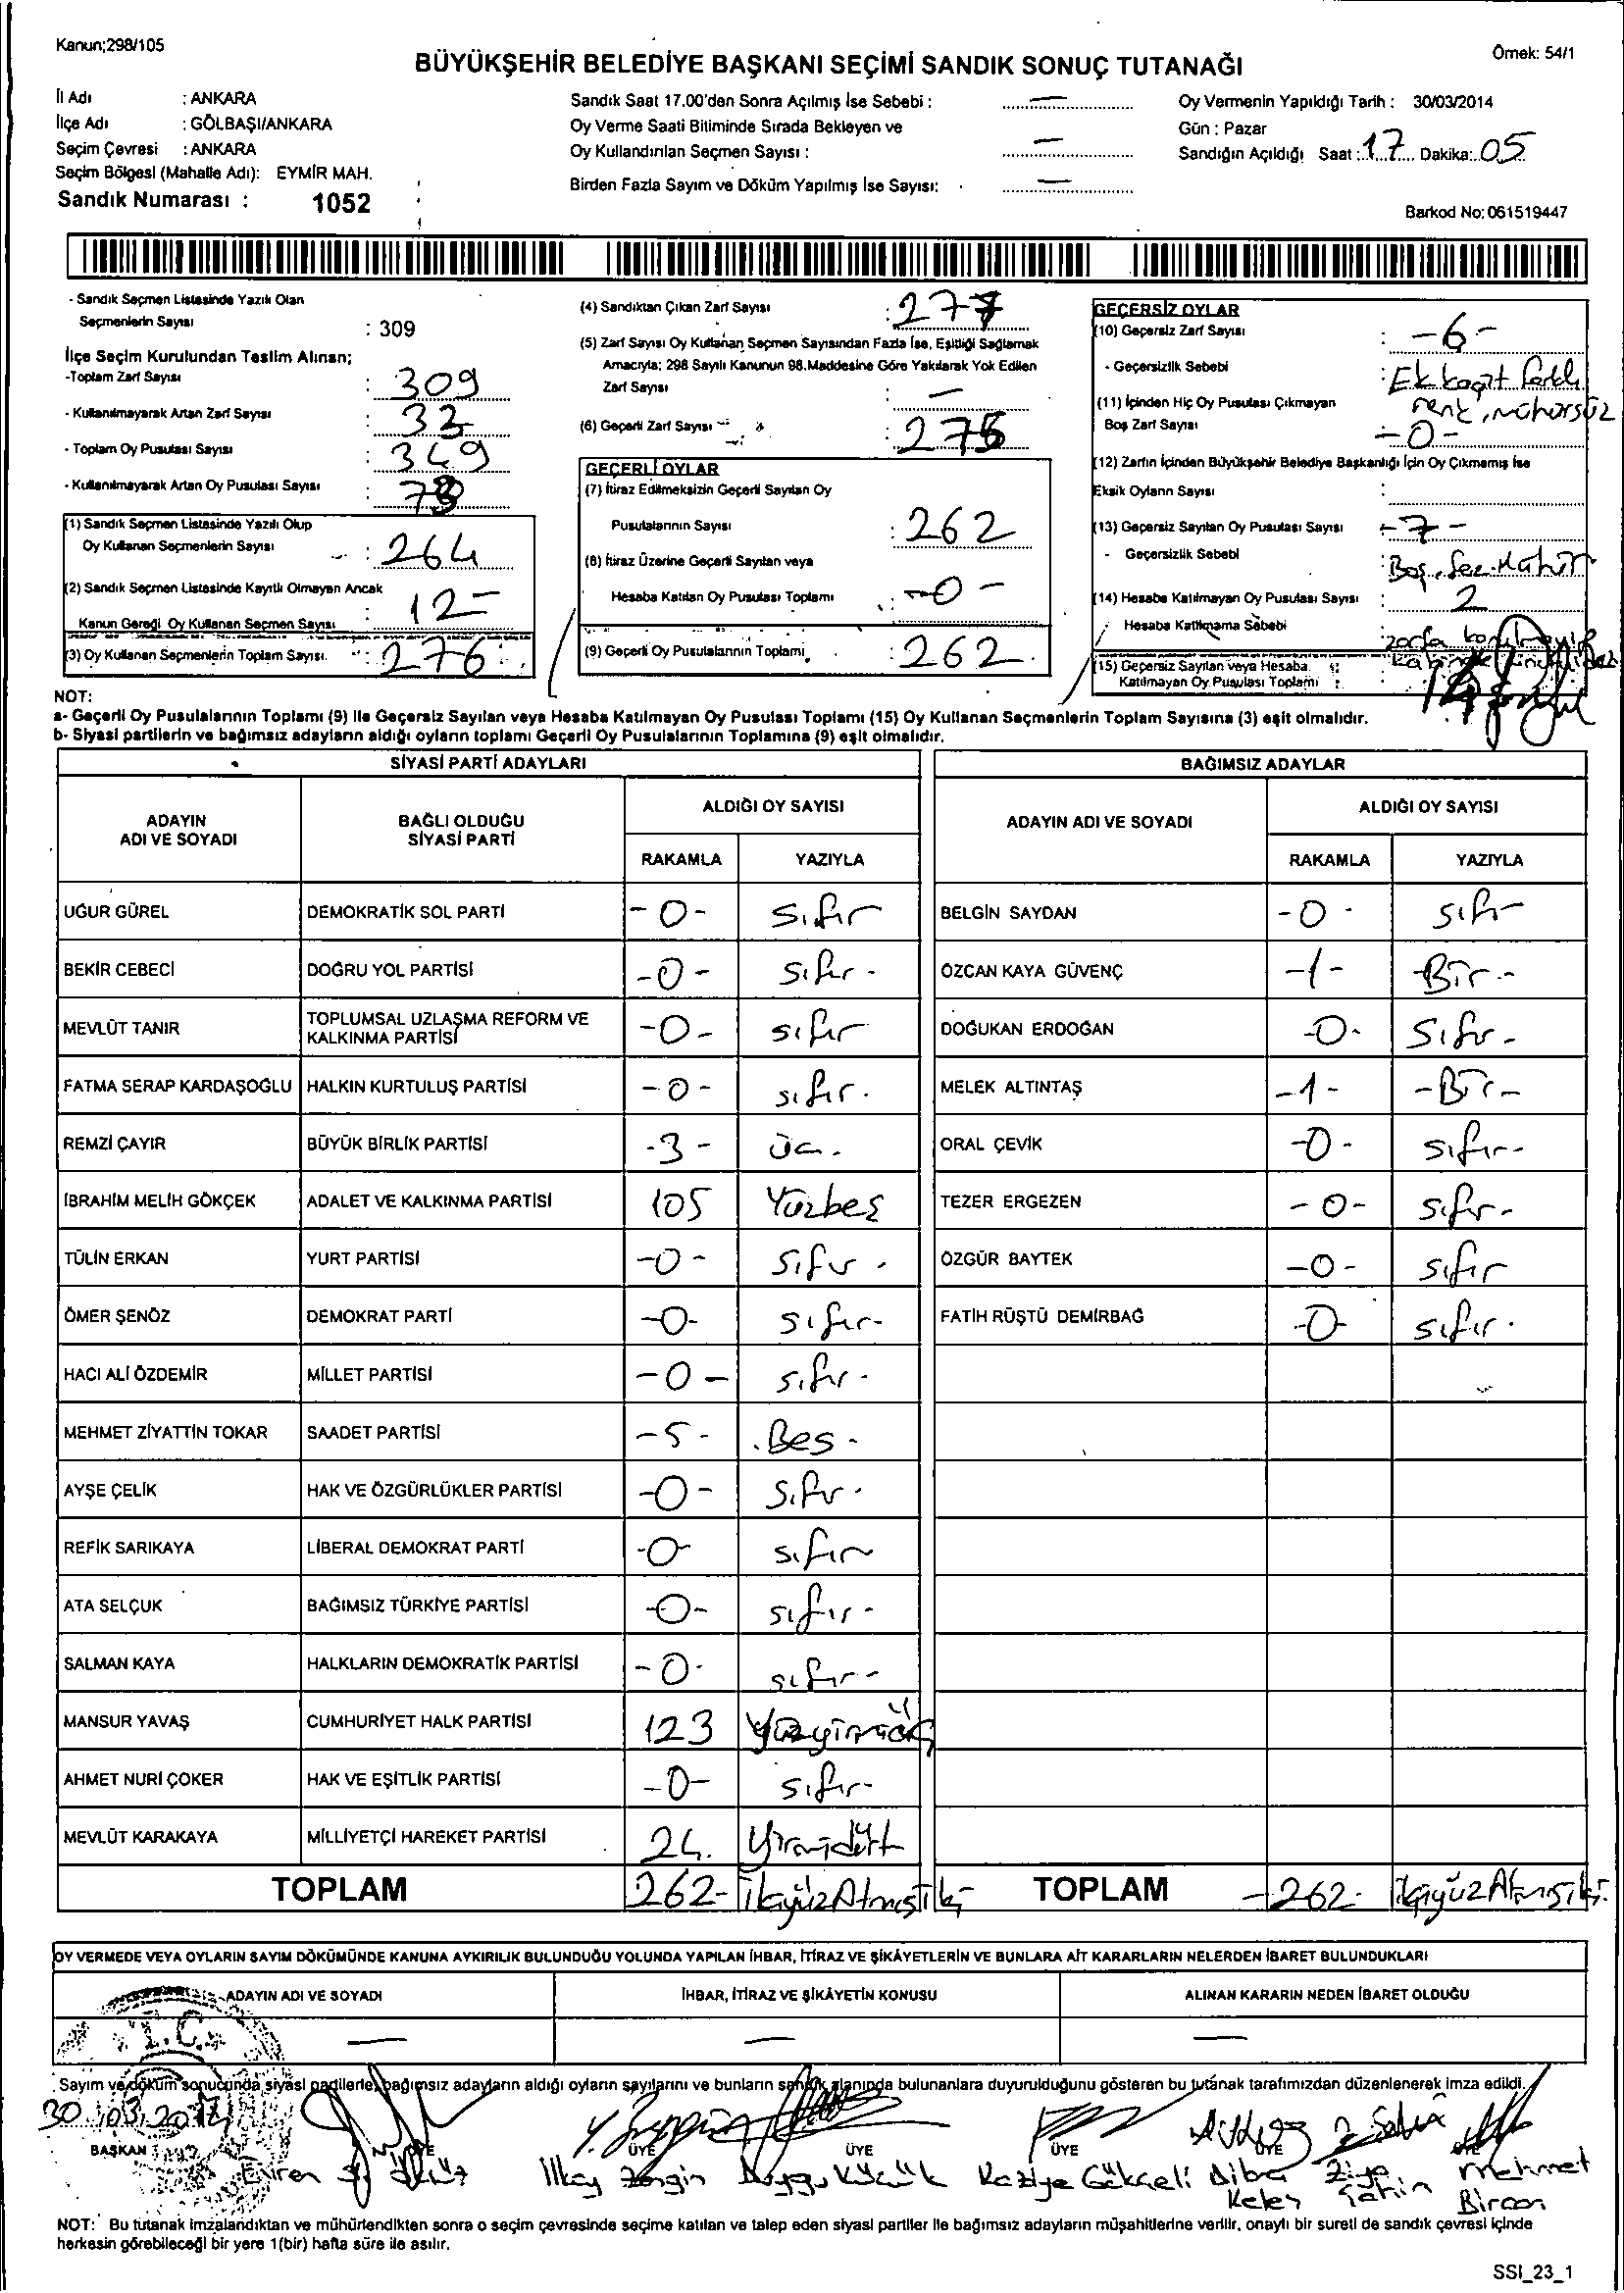 Kanun;298/105
Örnek: 54/1
BÜYÜKŞEHİR BELEDİYE BAŞKANI SEÇİMİ SANDIK SONUÇ TUTANAĞI
İl Adı : ANKARA
İlçe Adı : GÖLBAŞI/ANKARA
Seçim Çevresi : ANKARA
Seçim Bölgesi (Mahalle Adı): EYMİR MAH.
Sandık Numarası : 1052
Sandık Saat 17.00'den Sonra Açılmış İse Sebebi : —
Oy Verme Saati Bitiminde Sırada Bekleyen ve
Oy Kullandırılan Seçmen Sayısı : —
Birden Fazla Sayım ve Döküm Yapılmış İse Sayısı: —
Oy Vermenin Yapıldığı Tarih : 30/03/2014
Gün : Pazar
Sandığın Açıldığı Saat : 17 Dakika: 05
Barkod No: 061519447
- Sandık Seçmen Listesinde Yazılı Olan
Seçmenlerin Sayısı : 309
İlçe Seçim Kurulundan Teslim Alınan;
-Toplam Zarf Sayısı : 309
- Kullanılmayarak Artan Zarf Sayısı : 33
- Toplam Oy Pusulası Sayısı : 349
- Kullanılmayarak Artan Oy Pusulası Sayısı : 73
(1) Sandık Seçmen Listesinde Yazılı Olup
Oy Kullanan Seçmenlerin Sayısı : 264
(2) Sandık Seçmen Listesinde Kayıtlı Olmayan Ancak
Kanun Gereği Oy Kullanan Seçmen Sayısı : 12-
(3) Oy Kullanan Seçmenlerin Toplam Sayısı. : 276
(4) Sandıktan Çıkan Zarf Sayısı : 277
(5) Zarf Sayısı Oy Kullanan Seçmen Sayısından Fazla İse, Eşitliği Sağlamak
Amacıyla; 298 Sayılı Kanunun 98.Maddesine Göre Yakılarak Yok Edilen
Zarf Sayısı : —
(6) Geçerli Zarf Sayısı : 276
GEÇERLİ OYLAR
(7) İtiraz Edilmeksizin Geçerli Sayılan Oy
Pusulalarının Sayısı : 262
(8) İtiraz Üzerine Geçerli Sayılan veya
Hesaba Katılan Oy Pusulası Toplamı : -0-
(9) Geçerli Oy Pusulalarının Toplamı : 262
GEÇERSİZ OYLAR
(10) Geçersiz Zarf Sayısı : -6-
- Geçersizlik Sebebi : Ek kağıt farklı
renk, mühürsüz
(11) İçinden Hiç Oy Pusulası Çıkmayan
Boş Zarf Sayısı -0-
(12) Zarfın İçinden Büyükşehir Belediye Başkanlığı İçin Oy Çıkmamış İse
Eksik Oyların Sayısı :
(13) Geçersiz Sayılan Oy Pusulası Sayısı -7-
- Geçersizlik Sebebi : Boş,
(14) Hesaba Katılmayan Oy Pusulası Sayısı : 2
Hesaba Katılmama Sebebi
(15) Geçersiz Sayılan veya Hesaba
Katılmayan Oy Pusulası Toplamı : 14
NOT:
a- Geçerli Oy Pusulalarının Toplamı (9) ile Geçersiz Sayılan veya Hesaba Katılmayan Oy Pusulası Toplamı (15) Oy Kullanan Seçmenlerin Toplam Sayısına (3) eşit olmalıdır.
b- Siyasi partilerin ve bağımsız adayların aldığı oyların toplamı Geçerli Oy Pusulalarının Toplamına (9) eşit olmalıdır.
SİYASİ PARTİ ADAYLARI
ADAYIN ADI VE SOYADI BAĞLI OLDUĞU SİYASİ PARTİ ALDIĞI OY SAYISI
RAKAMLA YAZIYLA
UĞUR GÜREL DEMOKRATİK SOL PARTİ -0- sıfır
BEKİR CEBECİ DOĞRU YOL PARTİSİ -0- sıfır-
MEVLÜT TANIR TOPLUMSAL UZLAŞMA REFORM VE KALKINMA PARTİSİ -0- sıfır
FATMA SERAP KARDAŞOĞLU HALKIN KURTULUŞ PARTİSİ -0- sıfır.
REMZİ ÇAYIR BÜYÜK BİRLİK PARTİSİ -3- üç.
İBRAHİM MELİH GÖKÇEK ADALET VE KALKINMA PARTİSİ 105 Yüzbeş
TÜLİN ERKAN YURT PARTİSİ -0- sıfır.
ÖMER ŞENÖZ DEMOKRAT PARTİ -0- sıfır-
HACI ALİ ÖZDEMİR MİLLET PARTİSİ -0- sıfır-
MEHMET ZİYATTİN TOKAR SAADET PARTİSİ -5- Beş-
AYŞE ÇELİK HAK VE ÖZGÜRLÜKLER PARTİSİ -0- sıfır-
REFİK SARIKAYA LİBERAL DEMOKRAT PARTİ -0- sıfır
ATA SELÇUK BAĞIMSIZ TÜRKİYE PARTİSİ -0- sıfır-
SALMAN KAYA HALKLARIN DEMOKRATİK PARTİSİ -0- sıfır-
MANSUR YAVAŞ CUMHURİYET HALK PARTİSİ 123 Yüzyirmiüç
AHMET NURİ ÇOKER HAK VE EŞİTLİK PARTİSİ -0- sıfır-
MEVLÜT KARAKAYA MİLLİYETÇİ HAREKET PARTİSİ 24. Yirmidört
TOPLAM 262- İkiyüzAtmışİki
BAĞIMSIZ ADAYLAR
ADAYIN ADI VE SOYADI ALDIĞI OY SAYISI
RAKAMLA YAZIYLA
BELGİN SAYDAN -0- sıfır
ÖZCAN KAYA GÜVENÇ -1- -Bir-
DOĞUKAN ERDOĞAN -0- Sıfır-
MELEK ALTINTAŞ -1- -Bir-
ORAL ÇEVİK -0- sıfır-
TEZER ERGEZEN -0- sıfır-
ÖZGÜR BAYTEK -0- sıfır
FATİH RÜŞTÜ DEMİRBAĞ -0- sıfır.
TOPLAM -262- İkiyüzAtmışİki.
OY VERMEDE VEYA OYLARIN SAYIM DÖKÜMÜNDE KANUNA AYKIRILIK BULUNDUĞU YOLUNDA YAPILAN İHBAR, İTİRAZ VE ŞİKÂYETLERİN VE BUNLARA AİT KARARLARIN NELERDEN İBARET BULUNDUKLARI
ADAYIN ADI VE SOYADI İHBAR, İTİRAZ VE ŞİKÂYETİN KONUSU ALINAN KARARIN NEDEN İBARET OLDUĞU
— — —
T.C.
Sayım ve döküm sonucunda siyasi partilerle, bağımsız adayların aldığı oyların sayılarını ve bunların sandık alanında bulunanlara duyurulduğunu gösteren bu tutanak tarafımızdan düzenlenerek imza edildi.
30.03.2014
BAŞKAN ÜYE ÜYE ÜYE ÜYE ÜYE ÜYE
Evren İlkay Zengin Duygu Küçük Raziye Gökçeli Diba Keleş Ziya Şahin Mehmet Bircan
NOT: Bu tutanak imzalandıktan ve mühürlendikten sonra o seçim çevresinde seçime katılan ve talep eden siyasi partiler ile bağımsız adayların müşahitlerine verilir, onaylı bir sureti de sandık çevresi içinde
herkesin görebileceği bir yere 1(bir) hafta süre ile asılır.
SSI_23_1